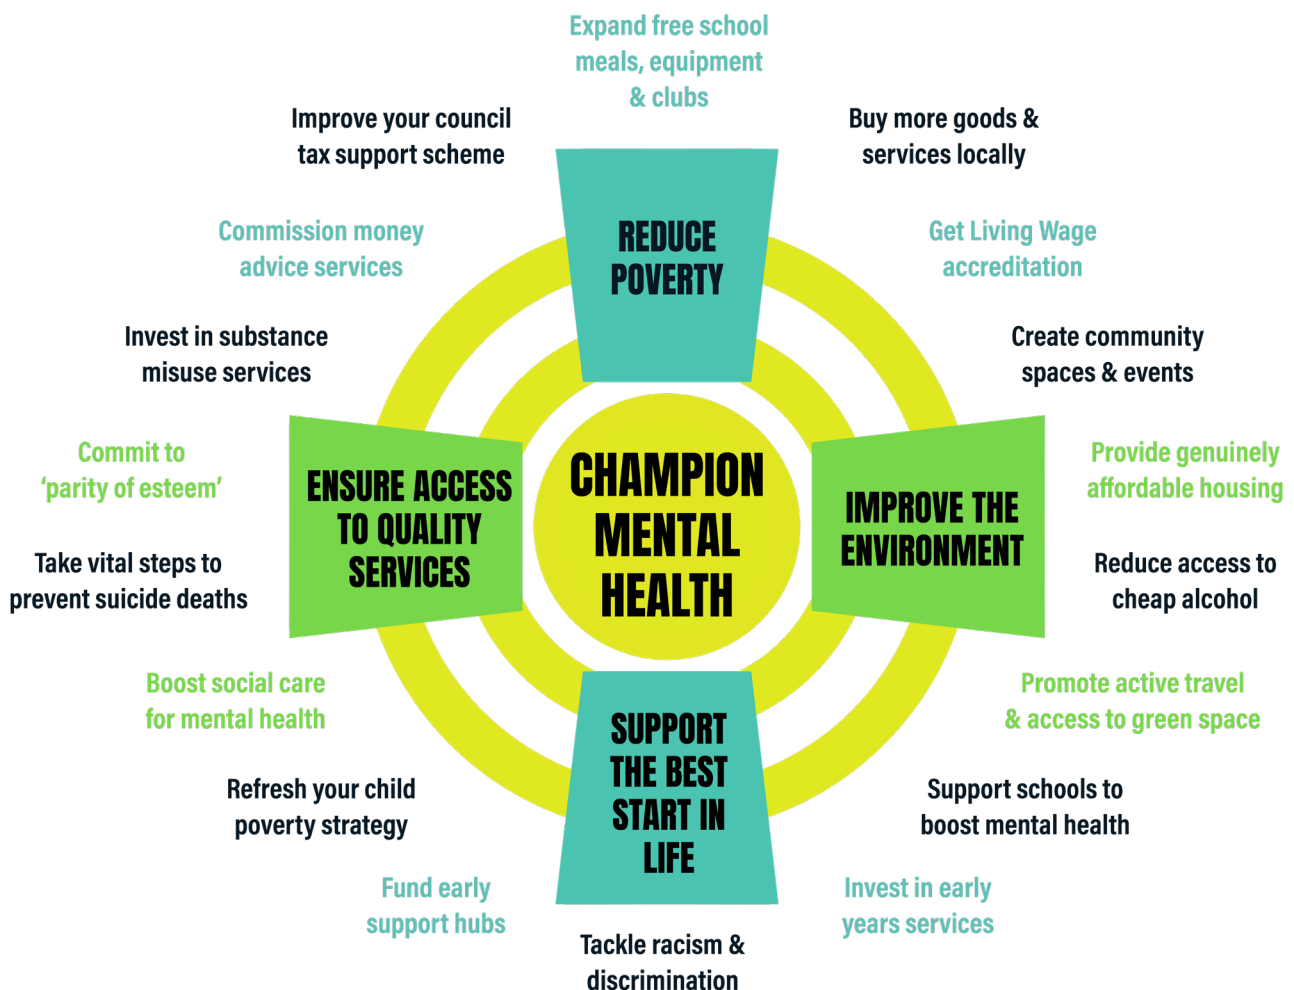 Expand free school
meals, equipment
& clubs
Improve your council
tax support scheme
Buy more goods &
services locally
Commission money
advice services
REDUCE
POVERTY
Get Living Wage
accreditation
Invest in substance
misuse services
Create community
spaces & events
Commit to
‘parity of esteem’
ENSURE ACCESS
TO QUALITY
SERVICES
CHAMPION
MENTAL
HEALTH
IMPROVE THE
ENVIRONMENT
Provide genuinely
affordable housing
Take vital steps to
prevent suicide deaths
Reduce access to
cheap alcohol
Boost social care
for mental health
Promote active travel
& access to green space
SUPPORT
THE BEST
START IN
LIFE
Refresh your child
poverty strategy
Support schools to
boost mental health
Fund early
support hubs
Invest in early
years services
Tackle racism &
discrimination